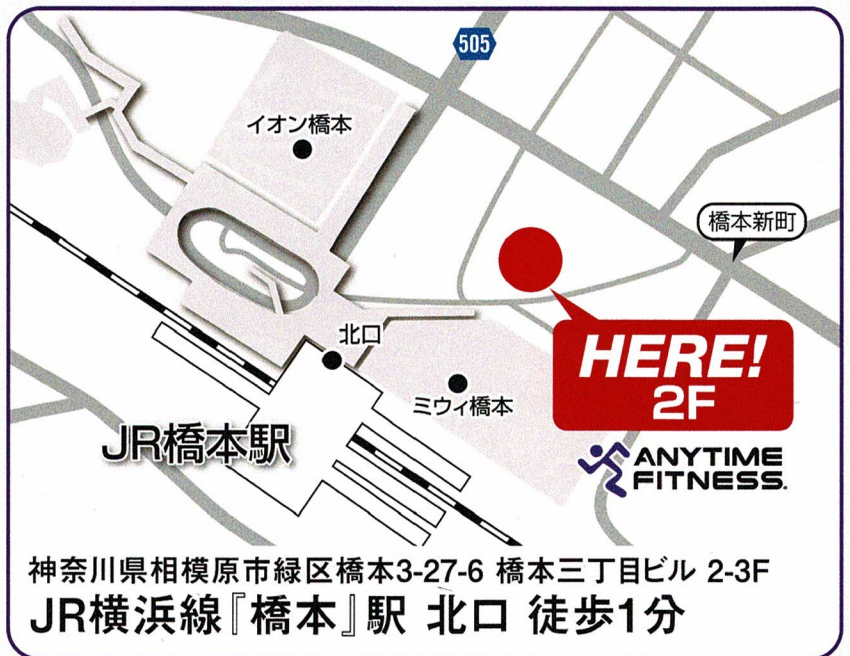 505
イオン橋本
橋本新町
HERE!
2F
北口
ミウィ橋本
JR橋本駅
ANYTIME
FITNESS.
神奈川県相模原市緑区橋本3-27-6 橋本三丁目ビル 2-3F
JR横浜線『橋本』駅 北口 徒歩1分